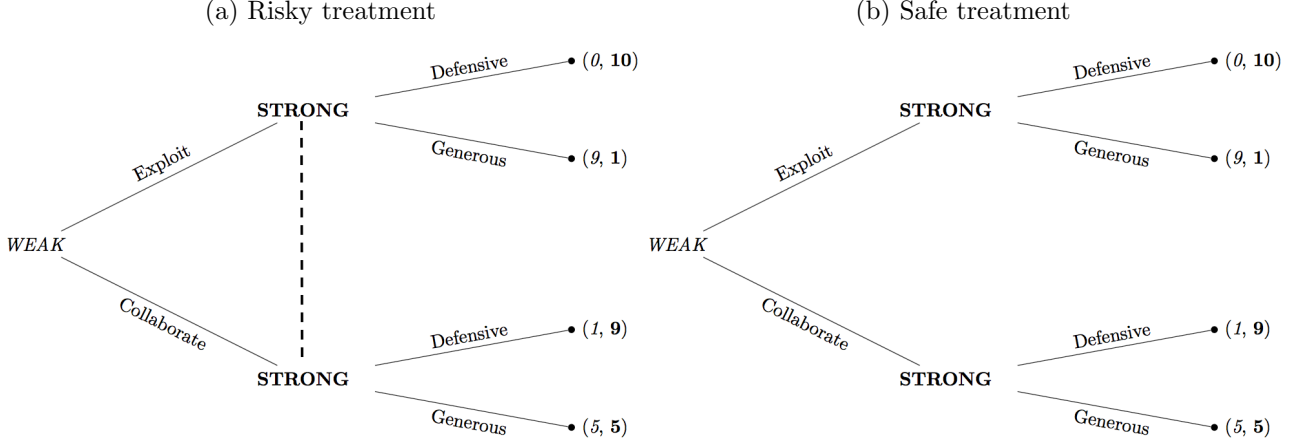 (a) Risky treatment
Defensive
(0, 10)
STRONG
Generous
(9, 1)
Exploit
WEAK
Collaborate
Defensive
(1, 9)
STRONG
Generous
(5, 5)
(b) Safe treatment
Defensive
(0, 10)
STRONG
Generous
(9, 1)
Exploit
WEAK
Collaborate
Defensive
(1, 9)
STRONG
Generous
(5, 5)